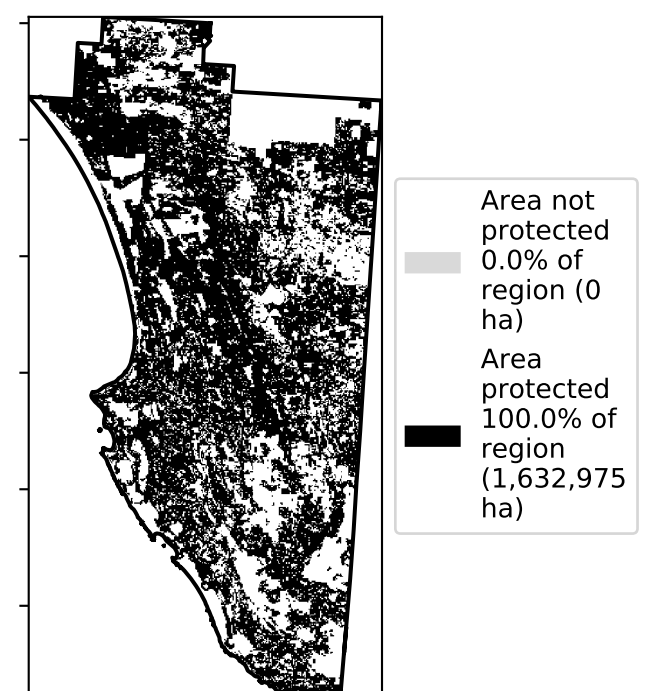 Area not
protected
0.0% of
region (0
ha)
Area
protected
100.0% of
region
(1,632,975
ha)